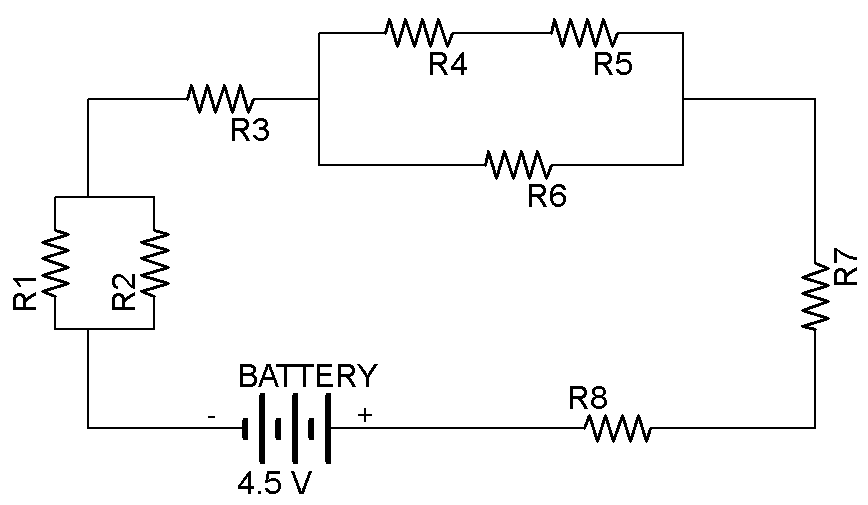 R4
R5
R3
R6
R1
R2
R7
BATTERY
R8
- +
4.5 V